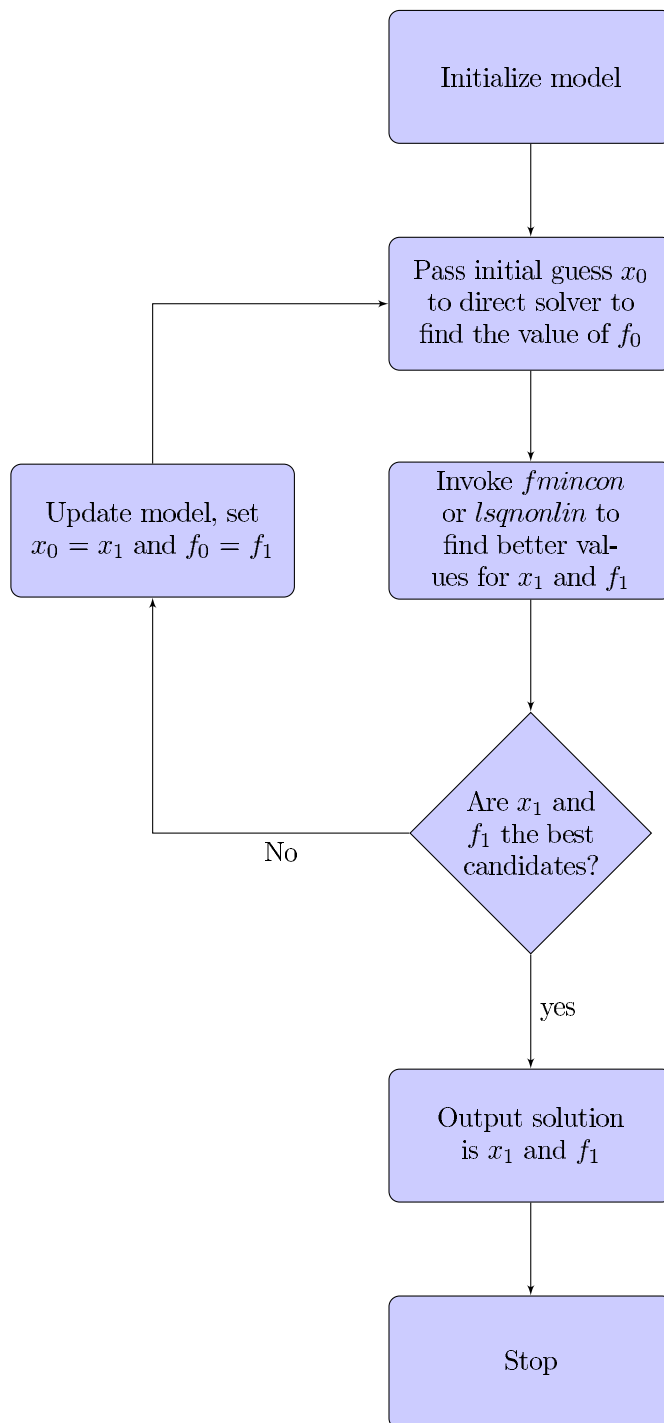 Initialize model
Pass initial guess x₀
to direct solver to
find the value of f₀
Invoke fmincon
or lsqnonlin to
find better val-
ues for x₁ and f₁
Update model, set
x₀ = x₁ and f₀ = f₁
Are x₁ and
f₁ the best
candidates?
No
yes
Output solution
is x₁ and f₁
Stop